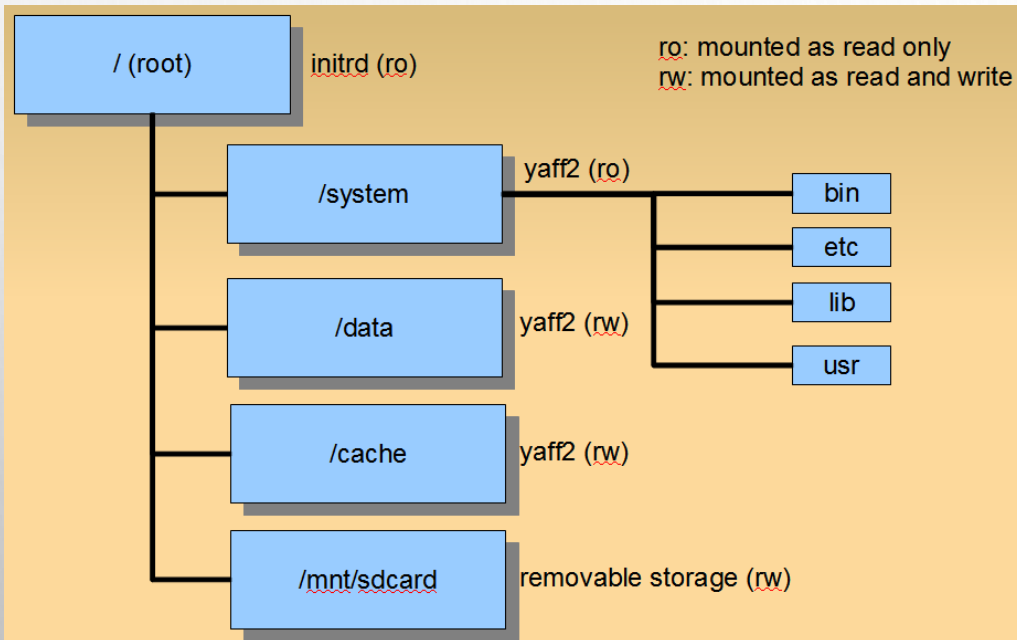 / (root)
initrd (ro)
ro: mounted as read only
rw: mounted as read and write
/system
yaff2 (ro)
bin
etc
lib
usr
/data
yaff2 (rw)
/cache
yaff2 (rw)
/mnt/sdcard
removable storage (rw)